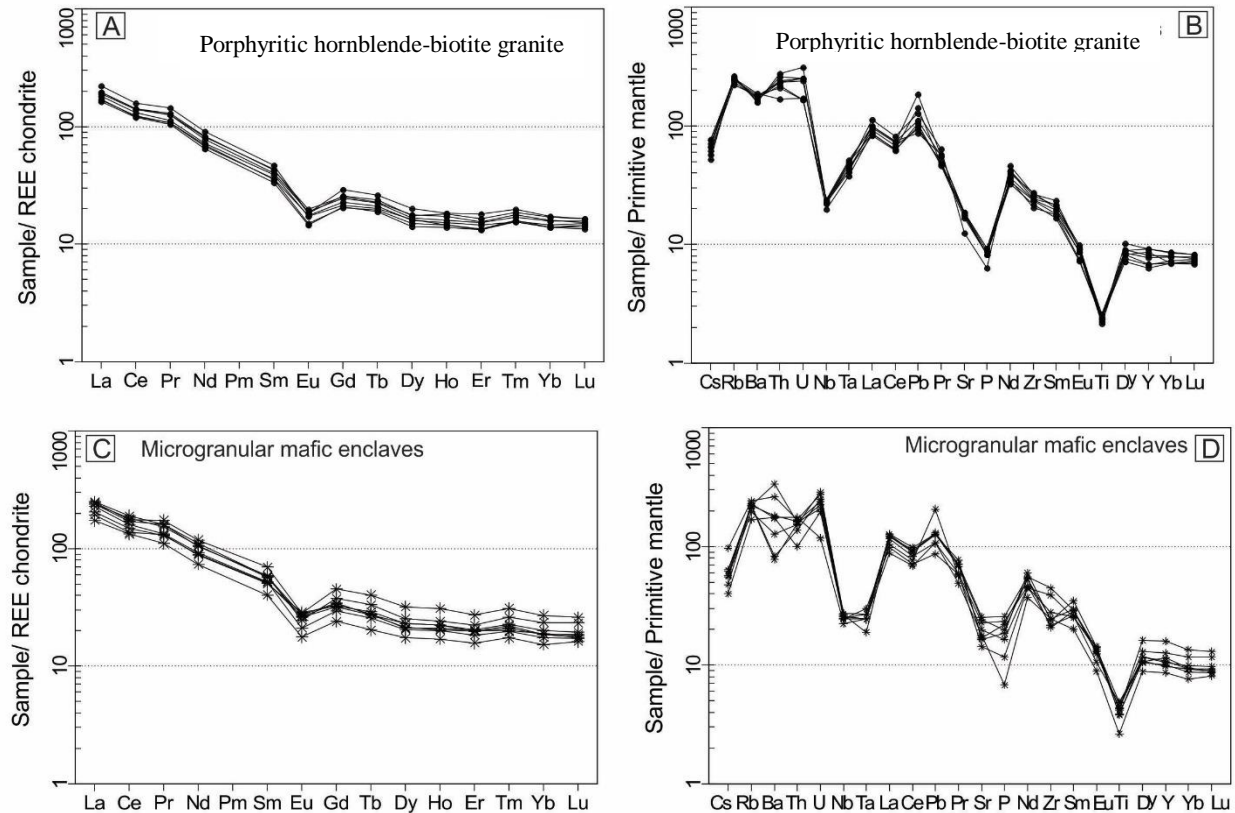 A
Porphyritic hornblende-biotite granite
Sample/ REE chondrite
1000
100
10
1
La Ce Pr Nd Pm Sm Eu Gd Tb Dy Ho Er Tm Yb Lu
Porphyritic hornblende-biotite granite
B
Sample/ Primitive mantle
1000
100
10
1
Cs Rb Ba Th U Nb Ta La Ce Pb Pr Sr P Nd Zr Sm Eu Ti Dy Y Yb Lu
C
Microgranular mafic enclaves
Sample/ REE chondrite
1000
100
10
1
La Ce Pr Nd Pm Sm Eu Gd Tb Dy Ho Er Tm Yb Lu
Microgranular mafic enclaves
D
Sample/ Primitive mantle
1000
100
10
1
Cs Rb Ba Th U Nb Ta La Ce Pb Pr Sr P Nd Zr Sm Eu Ti Dy Y Yb Lu